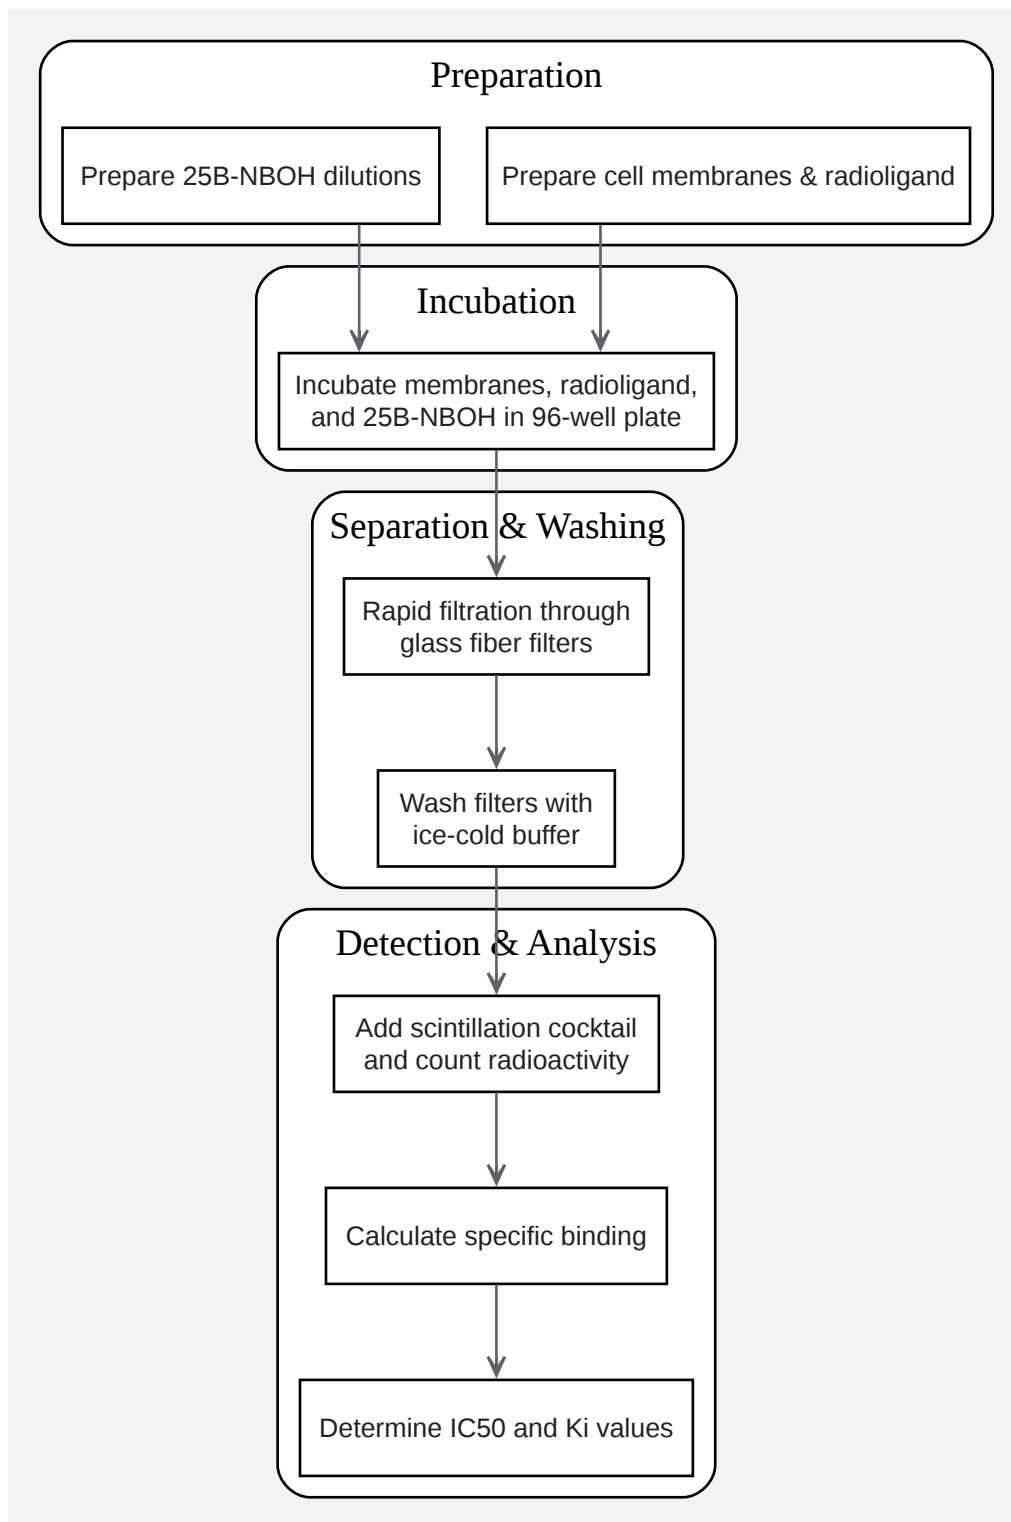 Preparation
Prepare 25B-NBOH dilutions
Prepare cell membranes & radioligand
Incubation
Incubate membranes, radioligand,
and 25B-NBOH in 96-well plate
Separation & Washing
Rapid filtration through
glass fiber filters
Wash filters with
ice-cold buffer
Detection & Analysis
Add scintillation cocktail
and count radioactivity
Calculate specific binding
Determine IC50 and Ki values